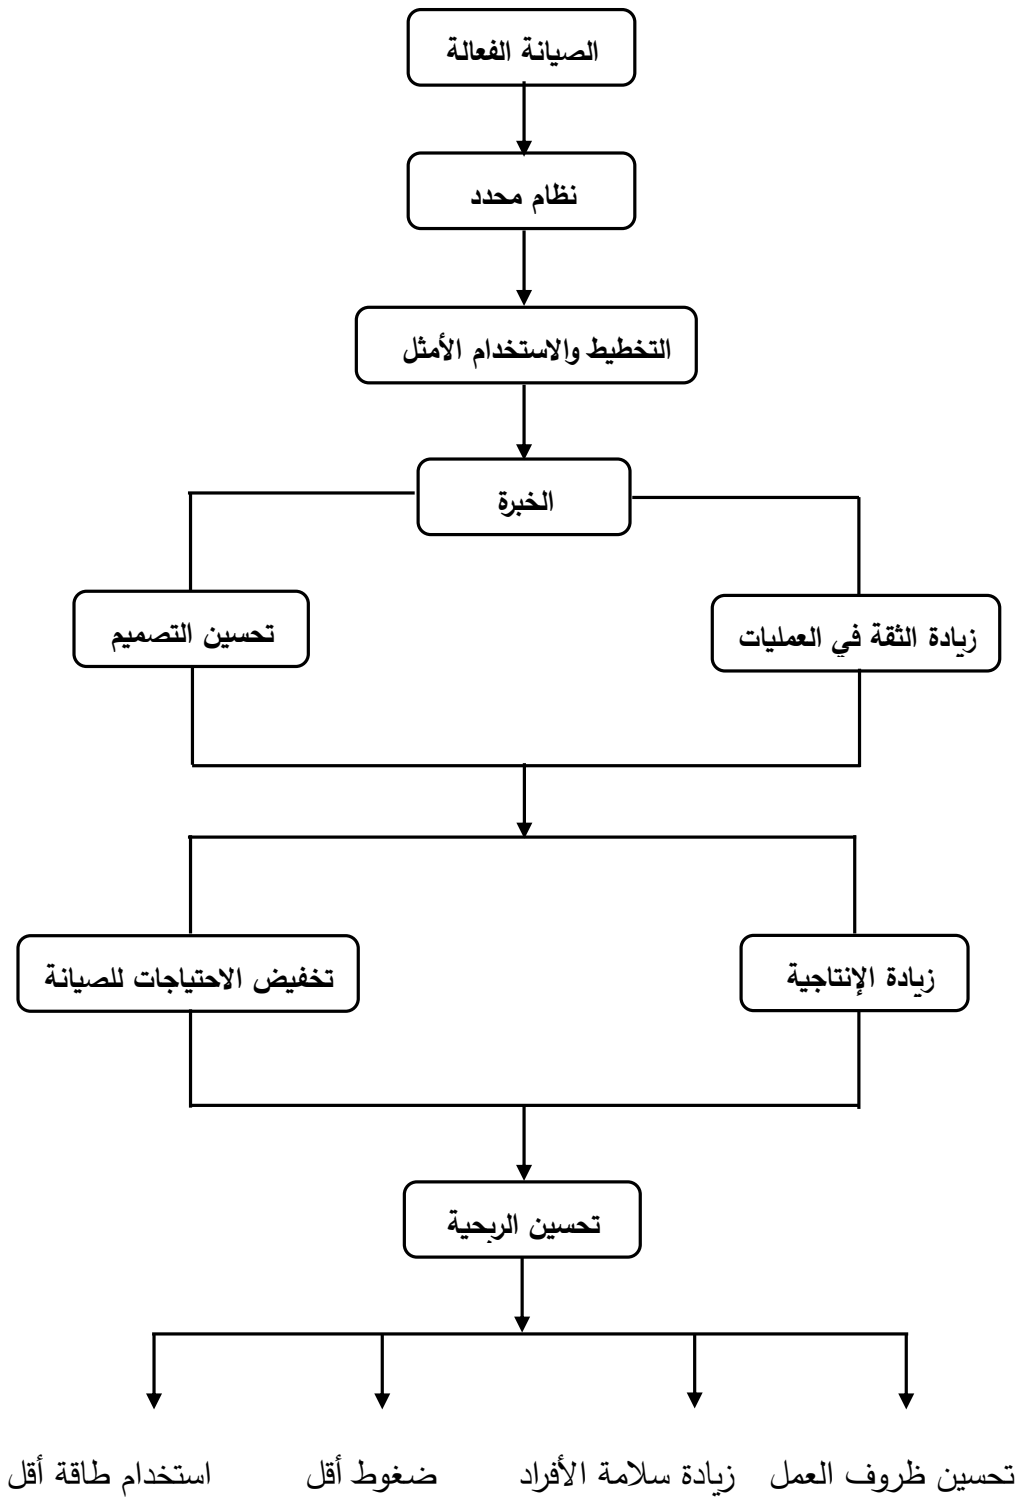 الصيانة الفعالة
نظام محدد
التخطيط والاستخدام الأمثل
الخبرة
زيادة الثقة في العمليات
تحسين التصميم
زيادة الإنتاجية
تخفيض الاحتياجات للصيانة
تحسين الربحية
تحسين ظروف العمل
زيادة سلامة الأفراد
ضغوط أقل
استخدام طاقة أقل